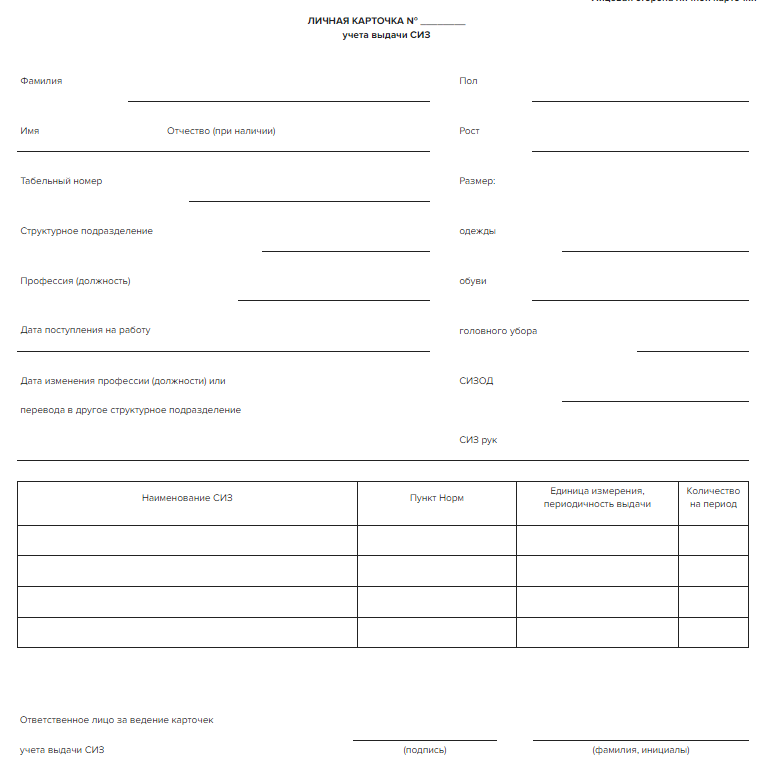 ЛИЧНАЯ КАРТОЧКА № ________
учета выдачи СИЗ
Фамилия
Пол
Имя Отчество (при наличии)
Рост
Табельный номер
Размер:
Структурное подразделение
одежды
Профессия (должность)
обуви
Дата поступления на работу
головного убора
Дата изменения профессии (должности) или
СИЗОД
перевода в другое структурное подразделение
СИЗ рук
Наименование СИЗ
Пункт Норм
Единица измерения,
периодичность выдачи
Количество
на период
Ответственное лицо за ведение карточек
учета выдачи СИЗ
(подпись)
(фамилия, инициалы)